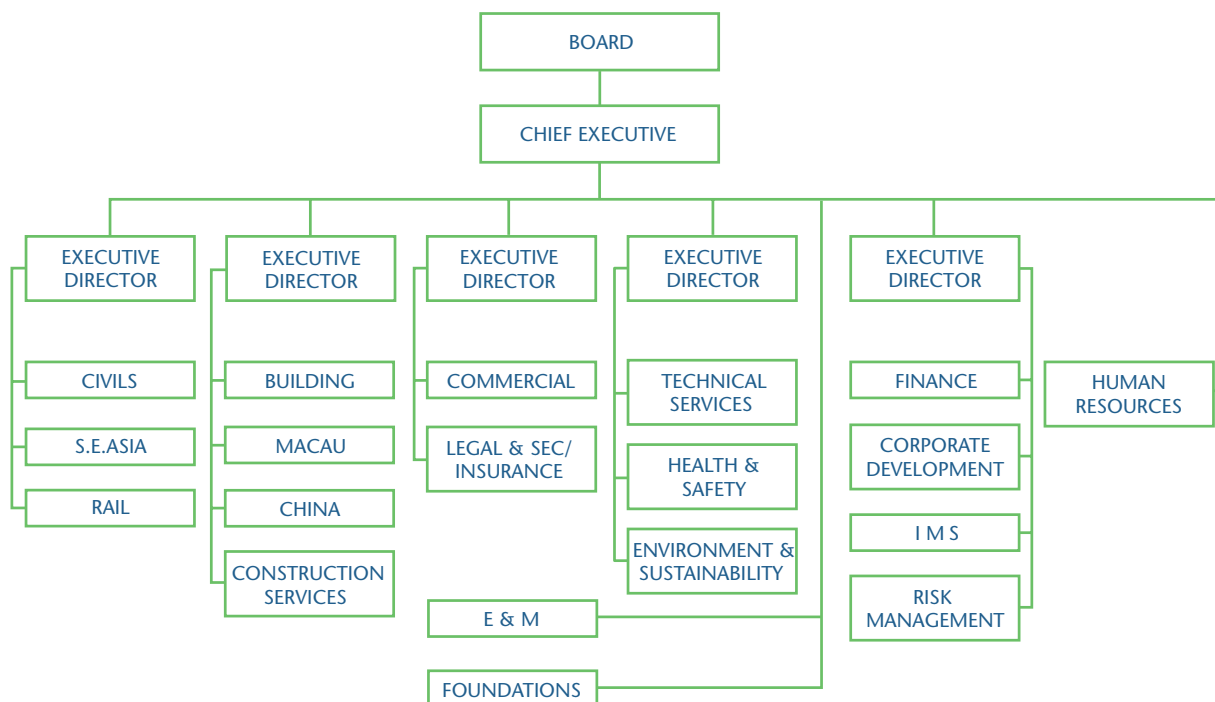 BOARD
CHIEF EXECUTIVE
EXECUTIVE
DIRECTOR
CIVILS
S.E.ASIA
RAIL
EXECUTIVE
DIRECTOR
BUILDING
MACAU
CHINA
CONSTRUCTION
SERVICES
EXECUTIVE
DIRECTOR
COMMERCIAL
LEGAL & SEC/
INSURANCE
EXECUTIVE
DIRECTOR
TECHNICAL
SERVICES
HEALTH &
SAFETY
ENVIRONMENT &
SUSTAINABILITY
E & M
FOUNDATIONS
EXECUTIVE
DIRECTOR
FINANCE
CORPORATE
DEVELOPMENT
I M S
RISK
MANAGEMENT
HUMAN
RESOURCES